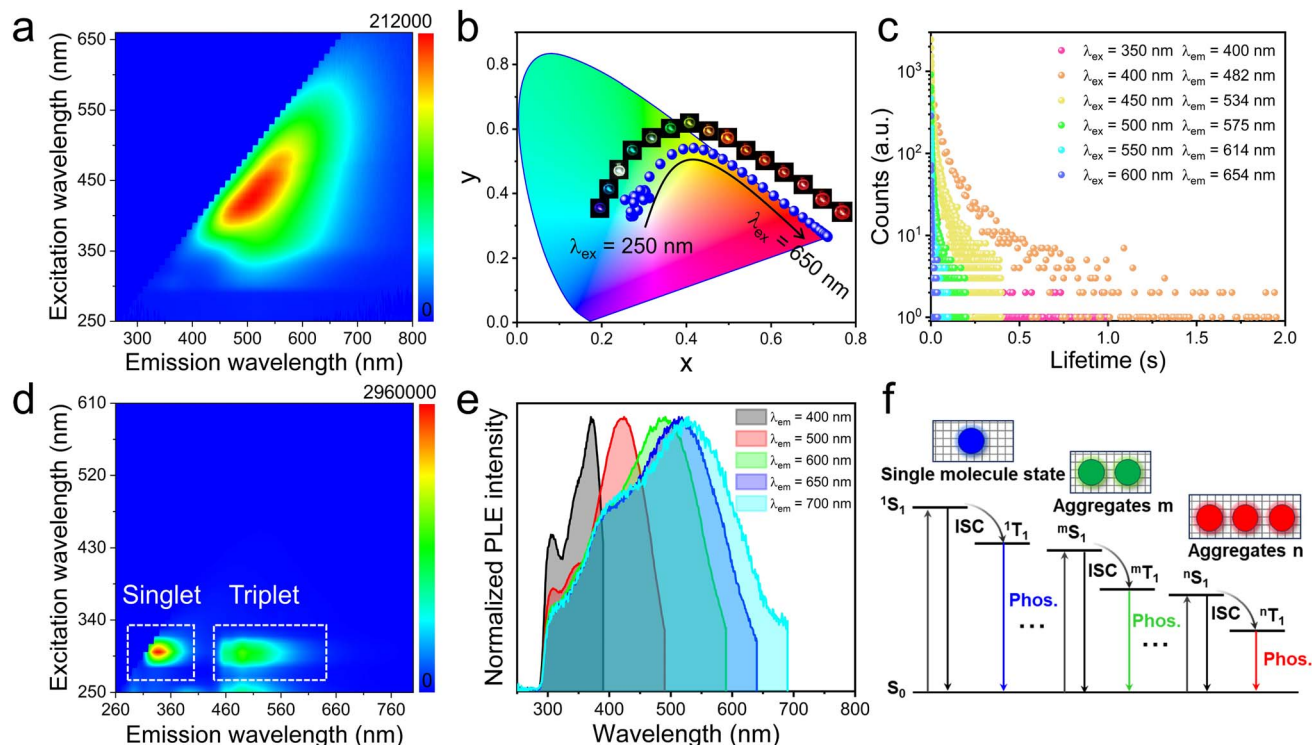 a
212000
650
600
550
500
450
400
350
300
250
Excitation wavelength (nm)
300 400 500 600 700 800
Emission wavelength (nm)
0
b
0.8
0.6
0.4
0.2
0.0
y
λex = 250 nm
λex = 650 nm
0.0 0.2 0.4 0.6 0.8
x
c
Counts (a.u.)
10³
10²
10¹
10⁰
λex = 350 nm λem = 400 nm
λex = 400 nm λem = 482 nm
λex = 450 nm λem = 534 nm
λex = 500 nm λem = 575 nm
λex = 550 nm λem = 614 nm
λex = 600 nm λem = 654 nm
0.0 0.5 1.0 1.5 2.0
Lifetime (s)
d
2960000
610
520
430
340
250
Excitation wavelength (nm)
Singlet Triplet
260 360 460 560 660 760
Emission wavelength (nm)
0
e
Normalized PLE intensity
λem = 400 nm
λem = 500 nm
λem = 600 nm
λem = 650 nm
λem = 700 nm
300 400 500 600 700 800
Wavelength (nm)
f
Single molecule state
Aggregates m
Aggregates n
¹S₁
ISC
¹T₁
ᵐS₁
ISC
ᵐT₁
ⁿS₁
ISC
ⁿT₁
Phos.
...
Phos.
...
Phos.
S₀